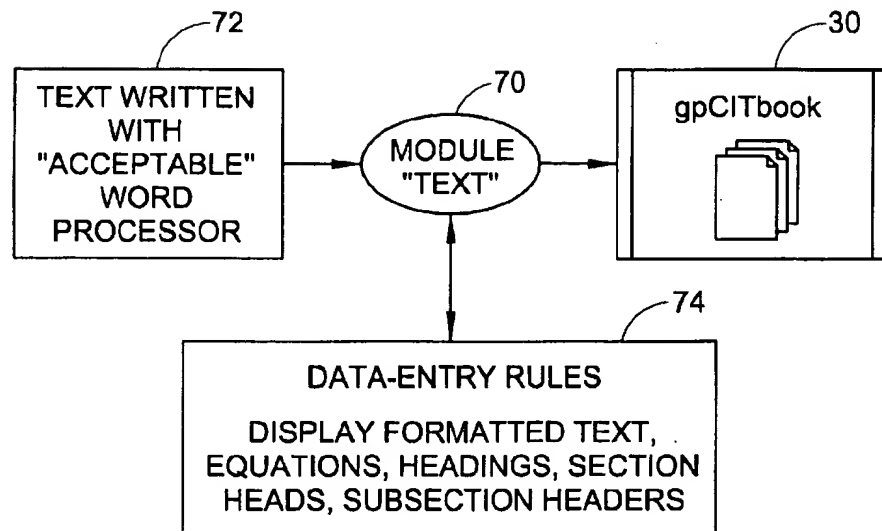 72
TEXT WRITTEN
WITH
"ACCEPTABLE"
WORD
PROCESSOR
70
MODULE
"TEXT"
30
gpCITbook
74
DATA-ENTRY RULES
DISPLAY FORMATTED TEXT,
EQUATIONS, HEADINGS, SECTION
HEADS, SUBSECTION HEADERS